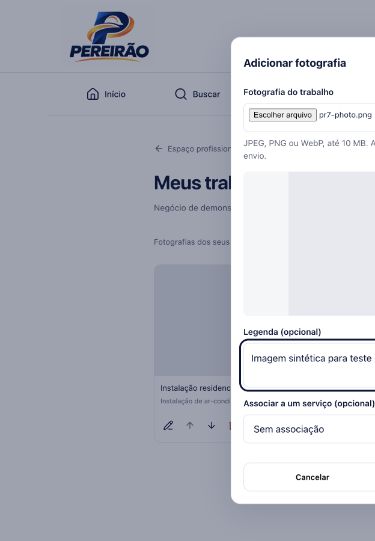 PEREIRÃO
Início
Buscar
Espaço profission
Meus tral
Negócio de demons
Fotografias dos seus
Instalação residenc
Instalação de ar-condi
Adicionar fotografia
Fotografia do trabalho
Escolher arquivo pr7-photo.png
JPEG, PNG ou WebP, até 10 MB. A
envio.
Legenda (opcional)
Imagem sintética para teste
Associar a um serviço (opcional)
Sem associação
Cancelar